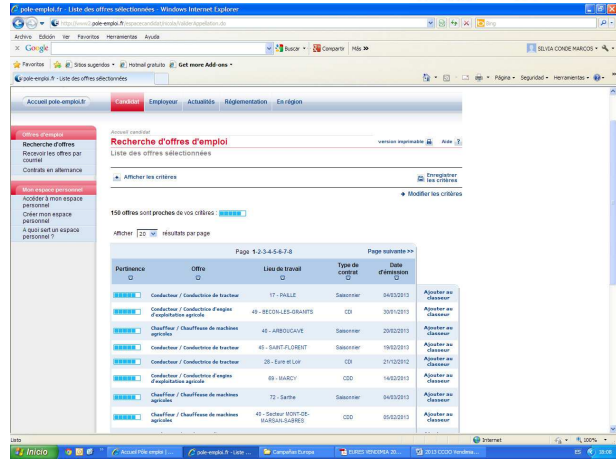 pole-emploi.fr - Liste des offres sélectionnées - Windows Internet Explorer
Archivo Edición Ver Favoritos Herramientas Ayuda
Google Buscar Compartir Más »
SILVIA CONDE MARCOS
Favoritos Sitios sugeridos Hotmail gratuito Get more Add-ons
pole-emploi.fr - Liste des offres sélectionnées
Página Seguridad Herramientas
Accueil pole-emploi.fr
Candidat Employeur Actualités Réglementation En région
Offres d'emploi
Recherche d'offres
Recevoir les offres par
courriel
Contrats en alternance
Mon espace personnel
Accéder à mon espace
personnel
Créer mon espace
personnel
A quoi sert un espace
personnel ?
Accueil candidat
Recherche d'offres d'emploi
version imprimable Aide ?
Liste des offres sélectionnées
+ Afficher les critères
Enregistrer
les critères
Modifier les critères
150 offres sont proches de vos critères :
Afficher 20 résultats par page
Page 1-2-3-4-5-6-7-8 Page suivante >>
Pertinence Offre Lieu de travail Type de contrat Date d'émission
Conducteur / Conductrice de tracteur 17 - PAILLE Saisonnier 04/03/2013 Ajouter au classeur
Conducteur / Conductrice d'engins d'exploitation agricole 49 - BECON-LES-GRANITS CDI 30/01/2013 Ajouter au classeur
Chauffeur / Chauffeuse de machines agricoles 40 - ARBOUCAVE Saisonnier 20/02/2013 Ajouter au classeur
Conducteur / Conductrice de tracteur 45 - SAINT-FLORENT Saisonnier 19/02/2013 Ajouter au classeur
Conducteur / Conductrice de tracteur 28 - Eure et Loir CDI 21/12/2012 Ajouter au classeur
Conducteur / Conductrice d'engins d'exploitation agricole 69 - MARCY CDD 14/02/2013 Ajouter au classeur
Chauffeur / Chauffeuse de machines agricoles 72 - Sarthe Saisonnier 04/03/2013 Ajouter au classeur
Chauffeur / Chauffeuse de machines agricoles 40 - Secteur MONT-DE-MARSAN-SABRES CDD 05/02/2013 Ajouter au classeur
Listo Internet 100%
Inicio Accueil Pôle emploi | ... pole-emploi.fr - Liste ... Campañas Europa EURES VENDIMIA 20... 2013 CCOO Vendimia... ES